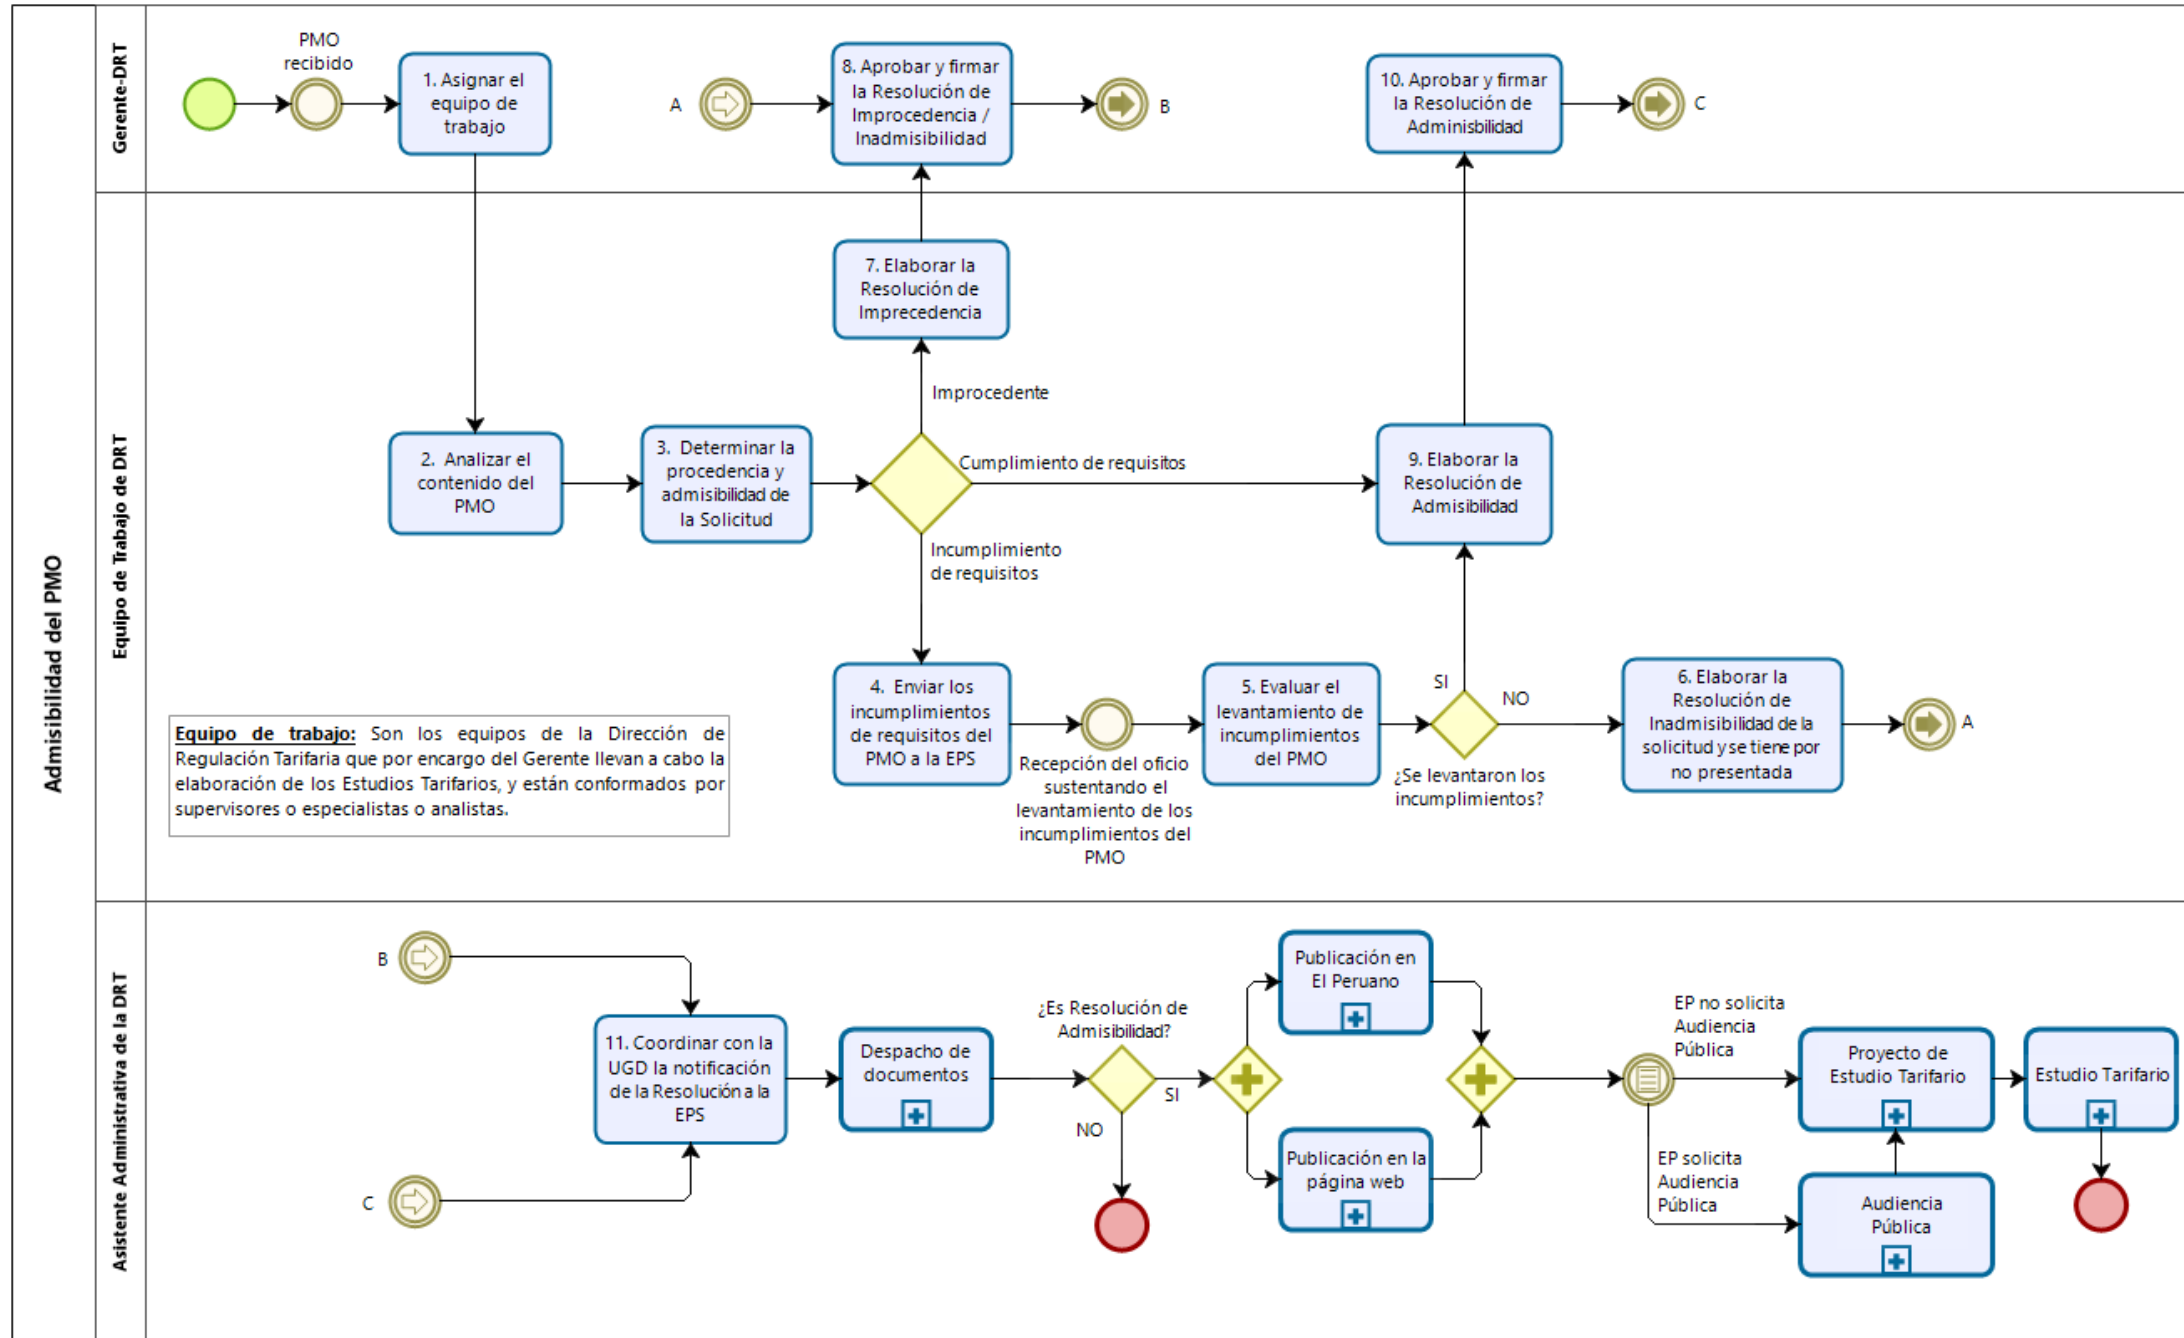 Admisibilidad del PMO
Gerente-DRT
PMO
recibido
1. Asignar el
equipo de
trabajo
A
8. Aprobar y firmar
la Resolución de
Improcedencia /
Inadmisibilidad
B
10. Aprobar y firmar
la Resolución de
Adminisbilidad
C
Equipo de Trabajo de DRT
7. Elaborar la
Resolución de
Imprecedencia
Improcedente
2. Analizar el
contenido del
PMO
3. Determinar la
procedencia y
admisibilidad de
la Solicitud
Cumplimiento de requisitos
9. Elaborar la
Resolución de
Admisibilidad
Incumplimiento
de requisitos
4. Enviar los
incumplimientos
de requisitos del
PMO a la EPS
Recepción del oficio
sustentando el
levantamiento de los
incumplimientos del
PMO
5. Evaluar el
levantamiento de
incumplimientos
del PMO
SI
NO
¿Se levantaron los
incumplimientos?
6. Elaborar la
Resolución de
Inadmisibilidad de la
solicitud y se tiene por
no presentada
A
Equipo de trabajo: Son los equipos de la Dirección de
Regulación Tarifaria que por encargo del Gerente llevan a cabo la
elaboración de los Estudios Tarifarios, y están conformados por
supervisores o especialistas o analistas.
Asistente Administrativa de la DRT
B
C
11. Coordinar con la
UGD la notificación
de la Resolución a la
EPS
Despacho de
documentos
¿Es Resolución de
Admisibilidad?
SI
NO
Publicación en
El Peruano
Publicación en la
página web
EP no solicita
Audiencia
Pública
EP solicita
Audiencia
Pública
Proyecto de
Estudio Tarifario
Estudio Tarifario
Audiencia
Pública